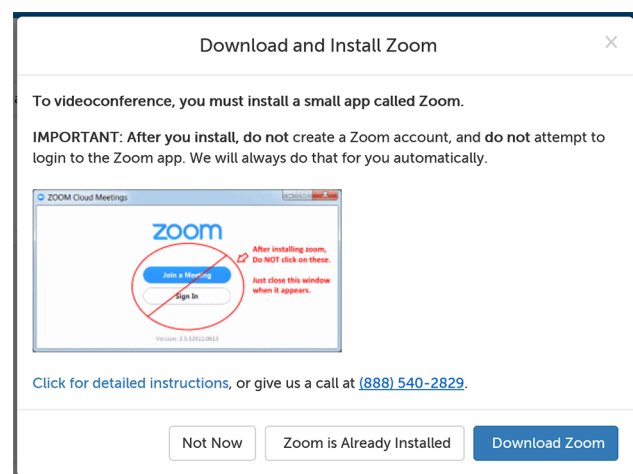 Download and Install Zoom
×
To videoconference, you must install a small app called Zoom.
IMPORTANT: After you install, do not create a Zoom account, and do not attempt to
login to the Zoom app. We will always do that for you automatically.
ZOOM Cloud Meetings
zoom
After installing zoom,
Do NOT click on these.
Join a Meeting
Just close this window
when it appears.
Sign In
Click for detailed instructions, or give us a call at (888) 540-2829.
Not Now
Zoom is Already Installed
Download Zoom